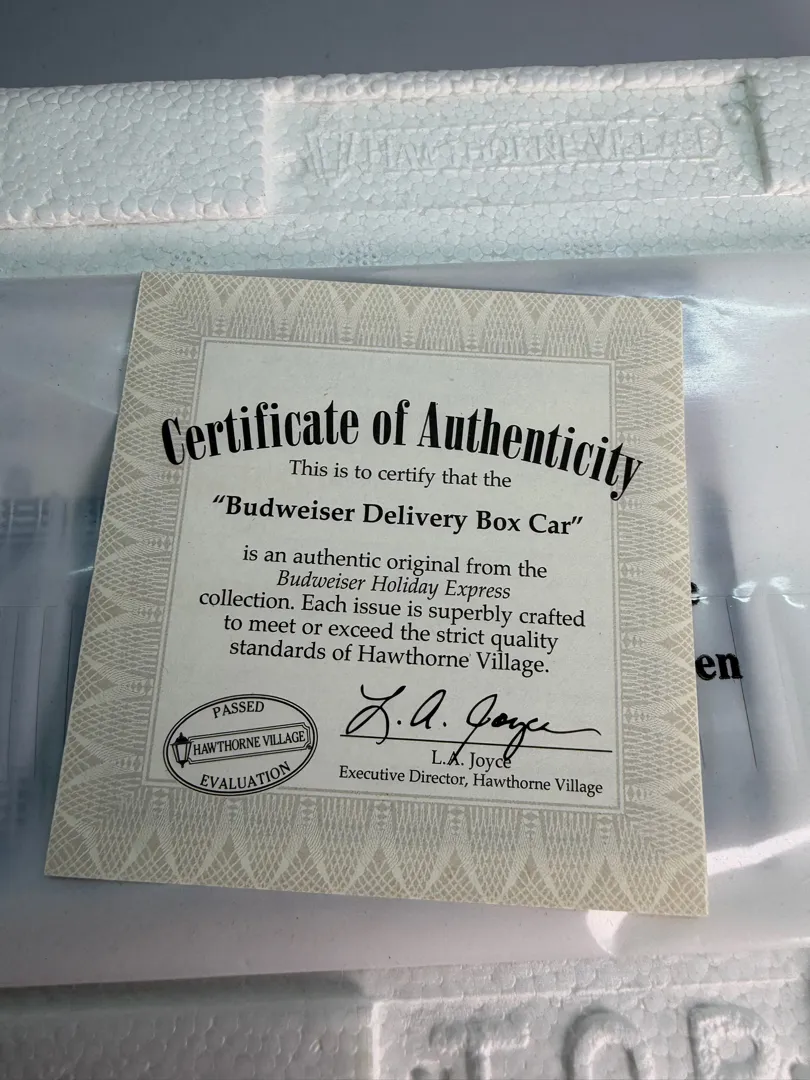 HAWTHORNE VILLAGE
Certificate of Authenticity
This is to certify that the
“Budweiser Delivery Box Car”
is an authentic original from the
Budweiser Holiday Express
collection. Each issue is superbly crafted
to meet or exceed the strict quality
standards of Hawthorne Village.
en
PASSED
HAWTHORNE VILLAGE
EVALUATION
L.A. Joyce
L.A. Joyce
Executive Director, Hawthorne Village
TOP